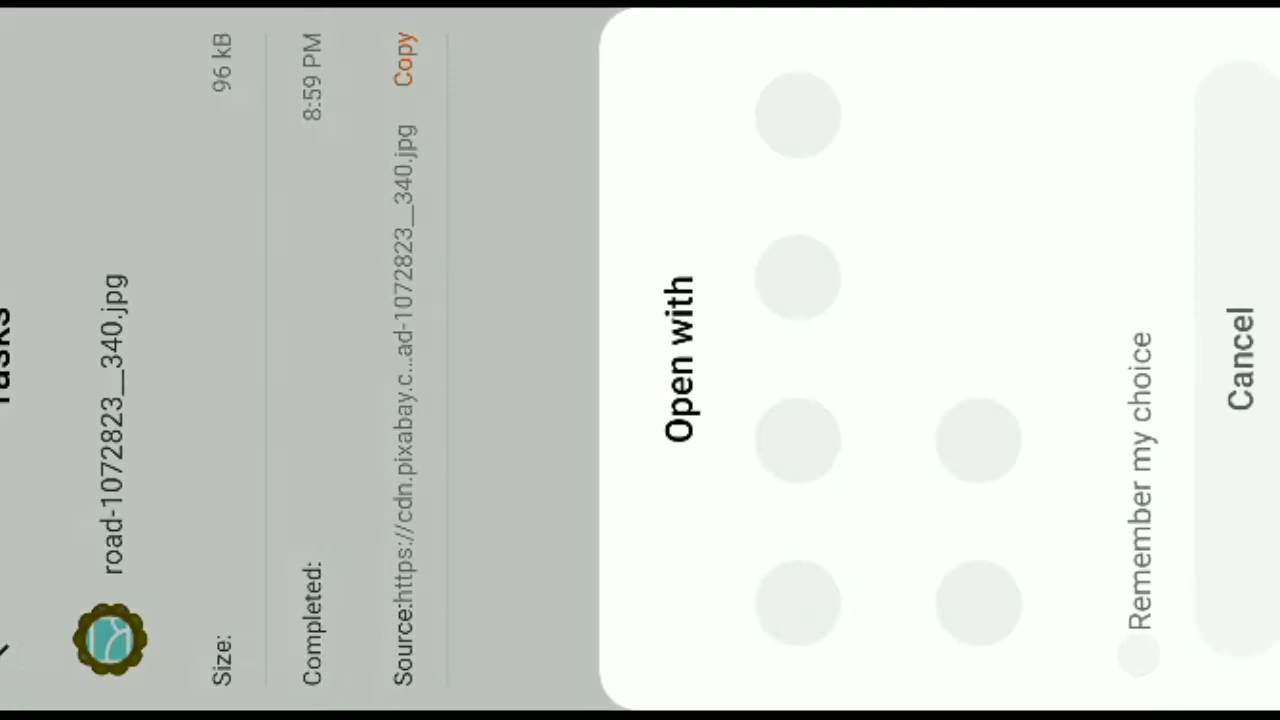 Tasks
road-1072823__340.jpg
Size: 96 kB
Completed: 8:59 PM
Source:https://cdn.pixabay.c...ad-1072823__340.jpg Copy
Open with
Remember my choice
Cancel